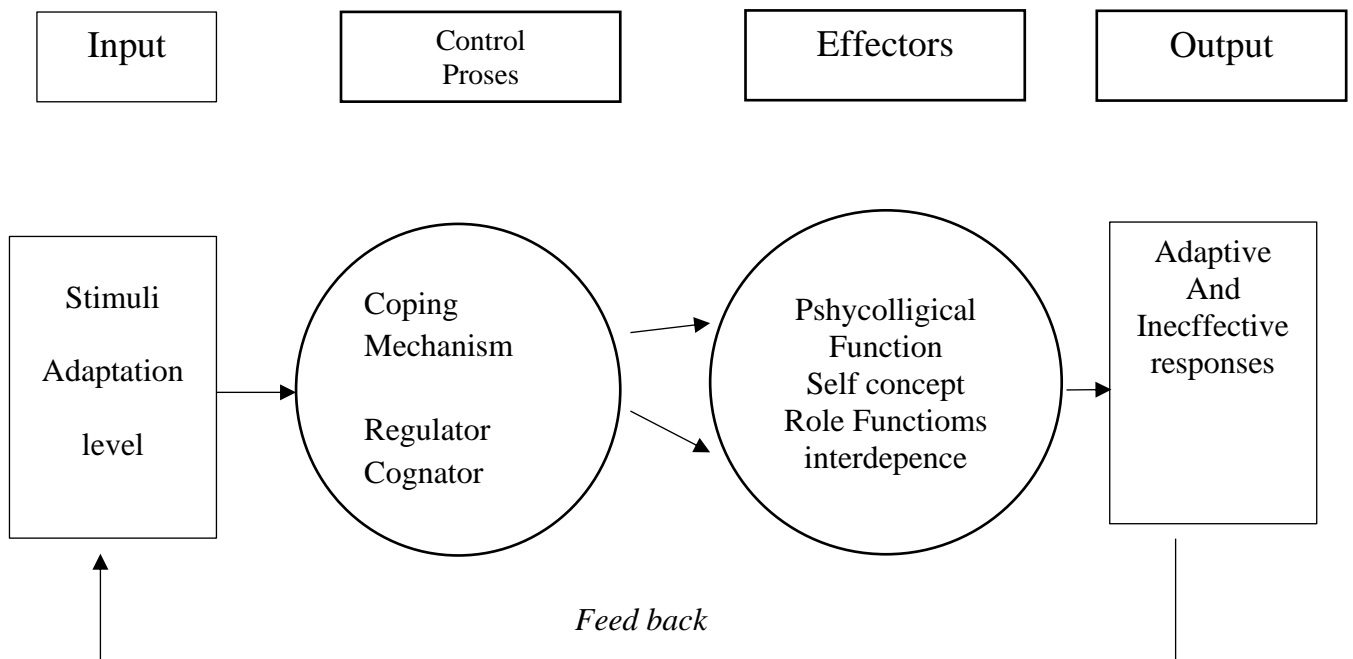 Input
Control
Proses
Effectors
Output
Stimuli
Adaptation
level
Coping
Mechanism
Regulator
Cognator
Pshycolligical
Function
Self concept
Role Functioms
interdepence
Adaptive
And
Inecffective
responses
Feed back